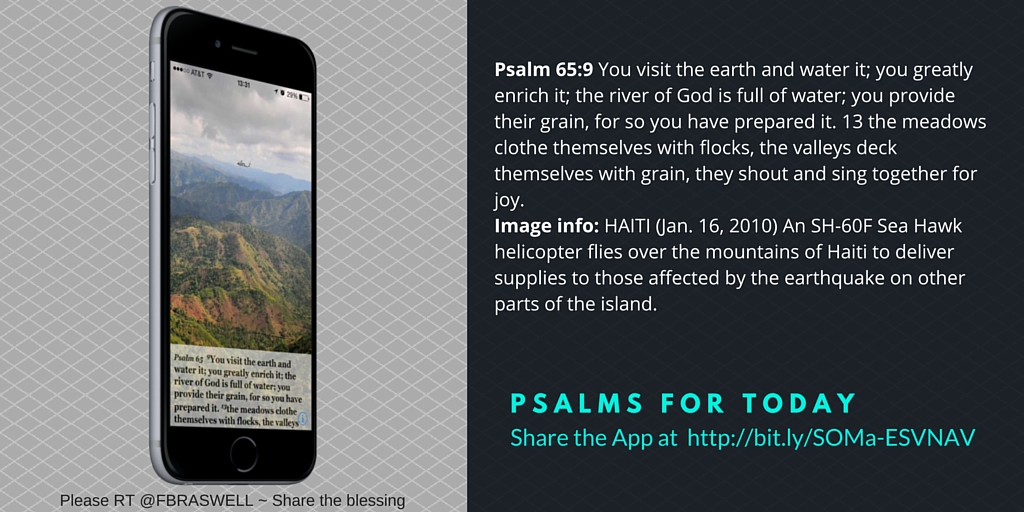 AT&T
13:31
29%
Psalm 65 ⁹You visit the earth and
water it; you greatly enrich it; the
river of God is full of water; you
provide their grain, for so you have
prepared it. ¹³the meadows clothe
themselves with flocks, the valleys
Please RT @FBRASWELL ~ Share the blessing
Psalm 65:9 You visit the earth and water it; you greatly
enrich it; the river of God is full of water; you provide
their grain, for so you have prepared it. 13 the meadows
clothe themselves with flocks, the valleys deck
themselves with grain, they shout and sing together for
joy.
Image info: HAITI (Jan. 16, 2010) An SH-60F Sea Hawk
helicopter flies over the mountains of Haiti to deliver
supplies to those affected by the earthquake on other
parts of the island.
PSALMS FOR TODAY
Share the App at http://bit.ly/SOMa-ESVNAV